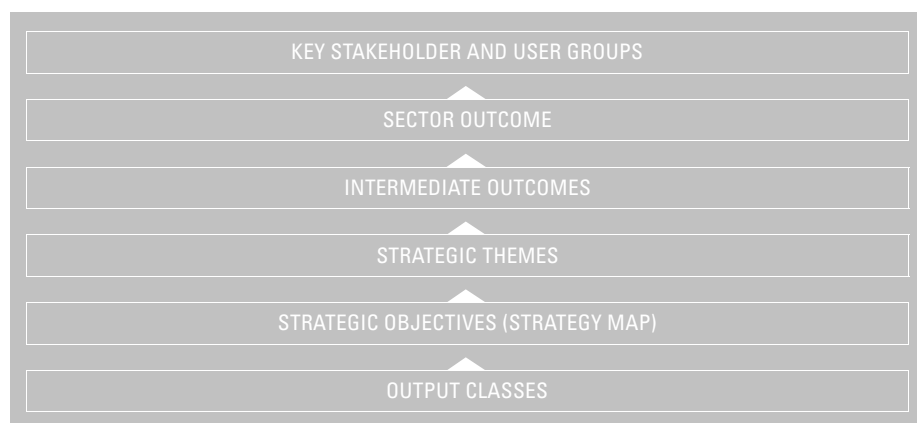 KEY STAKEHOLDER AND USER GROUPS
SECTOR OUTCOME
INTERMEDIATE OUTCOMES
STRATEGIC THEMES
STRATEGIC OBJECTIVES (STRATEGY MAP)
OUTPUT CLASSES